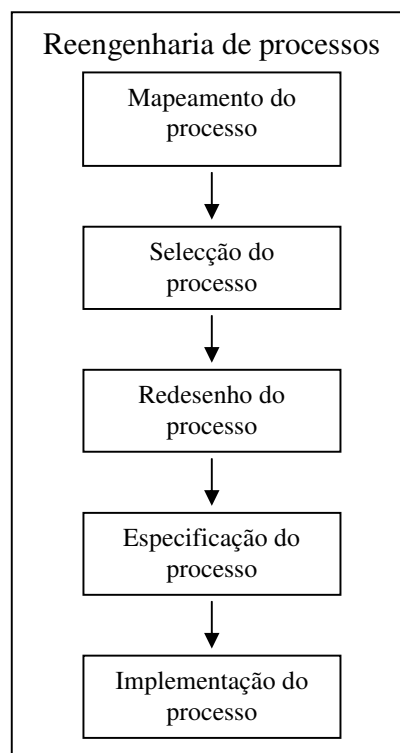 Reengenharia de processos
Mapeamento do
processo
Selecção do
processo
Redesenho do
processo
Especificação do
processo
Implementação do
processo